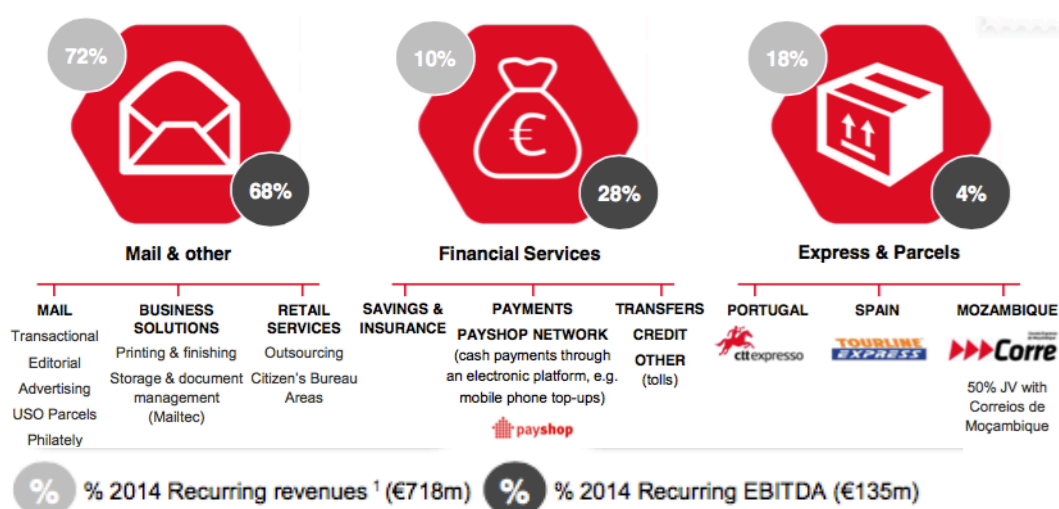 72%
68%
Mail & other
MAIL
Transactional
Editorial
Advertising
USO Parcels
Philately
BUSINESS
SOLUTIONS
Printing & finishing
Storage & document
management
(Mailtec)
RETAIL
SERVICES
Outsourcing
Citizen's Bureau
Areas
10%
€
28%
Financial Services
SAVINGS &
INSURANCE
PAYMENTS
PAYSHOP NETWORK
(cash payments through
an electronic platform, e.g.
mobile phone top-ups)
payshop
TRANSFERS
CREDIT
OTHER
(tolls)
18%
4%
Express & Parcels
PORTUGAL
cttexpresso
SPAIN
TOURLINE
EXPRESS
MOZAMBIQUE
Corre
50% JV with
Correios de
Moçambique
% % 2014 Recurring revenues ¹ (€718m)
% % 2014 Recurring EBITDA (€135m)